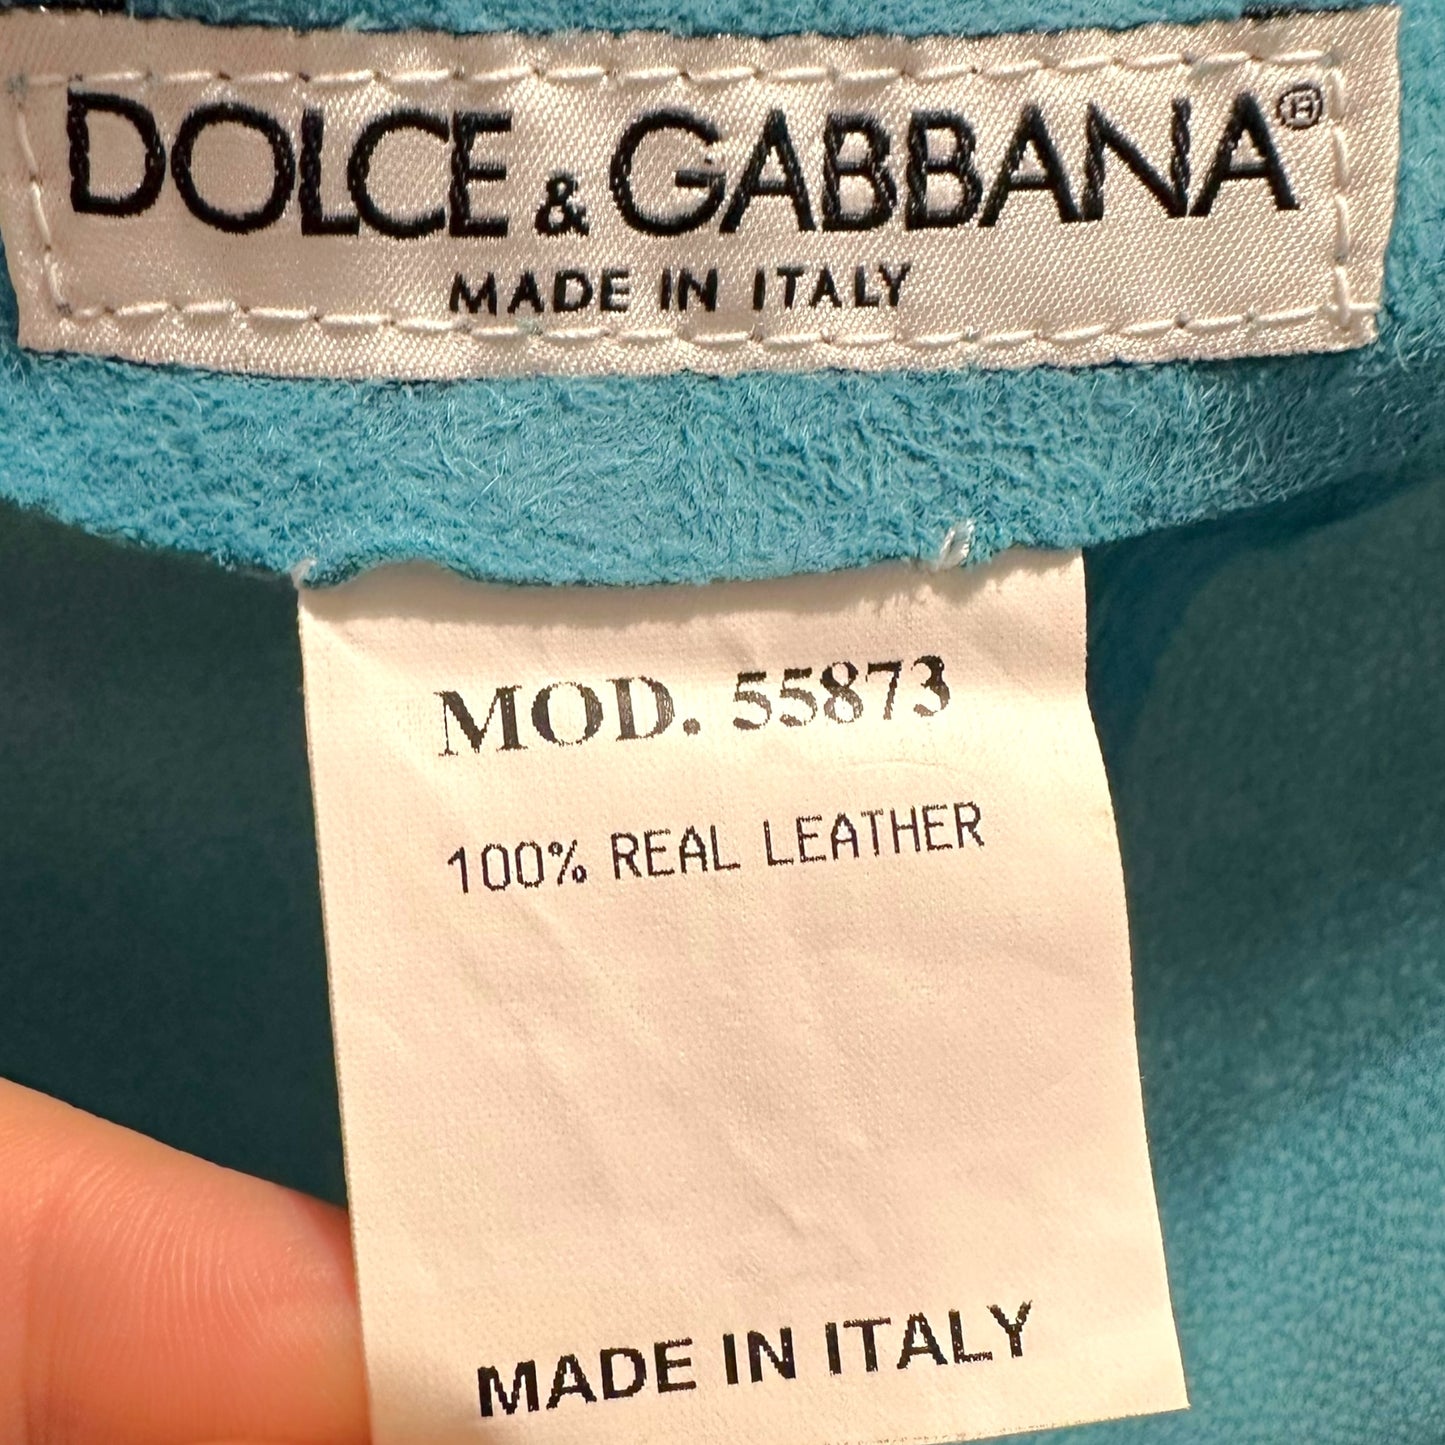 DOLCE & GABBANA®
MADE IN ITALY
MOD. 55873
100% REAL LEATHER
MADE IN ITALY